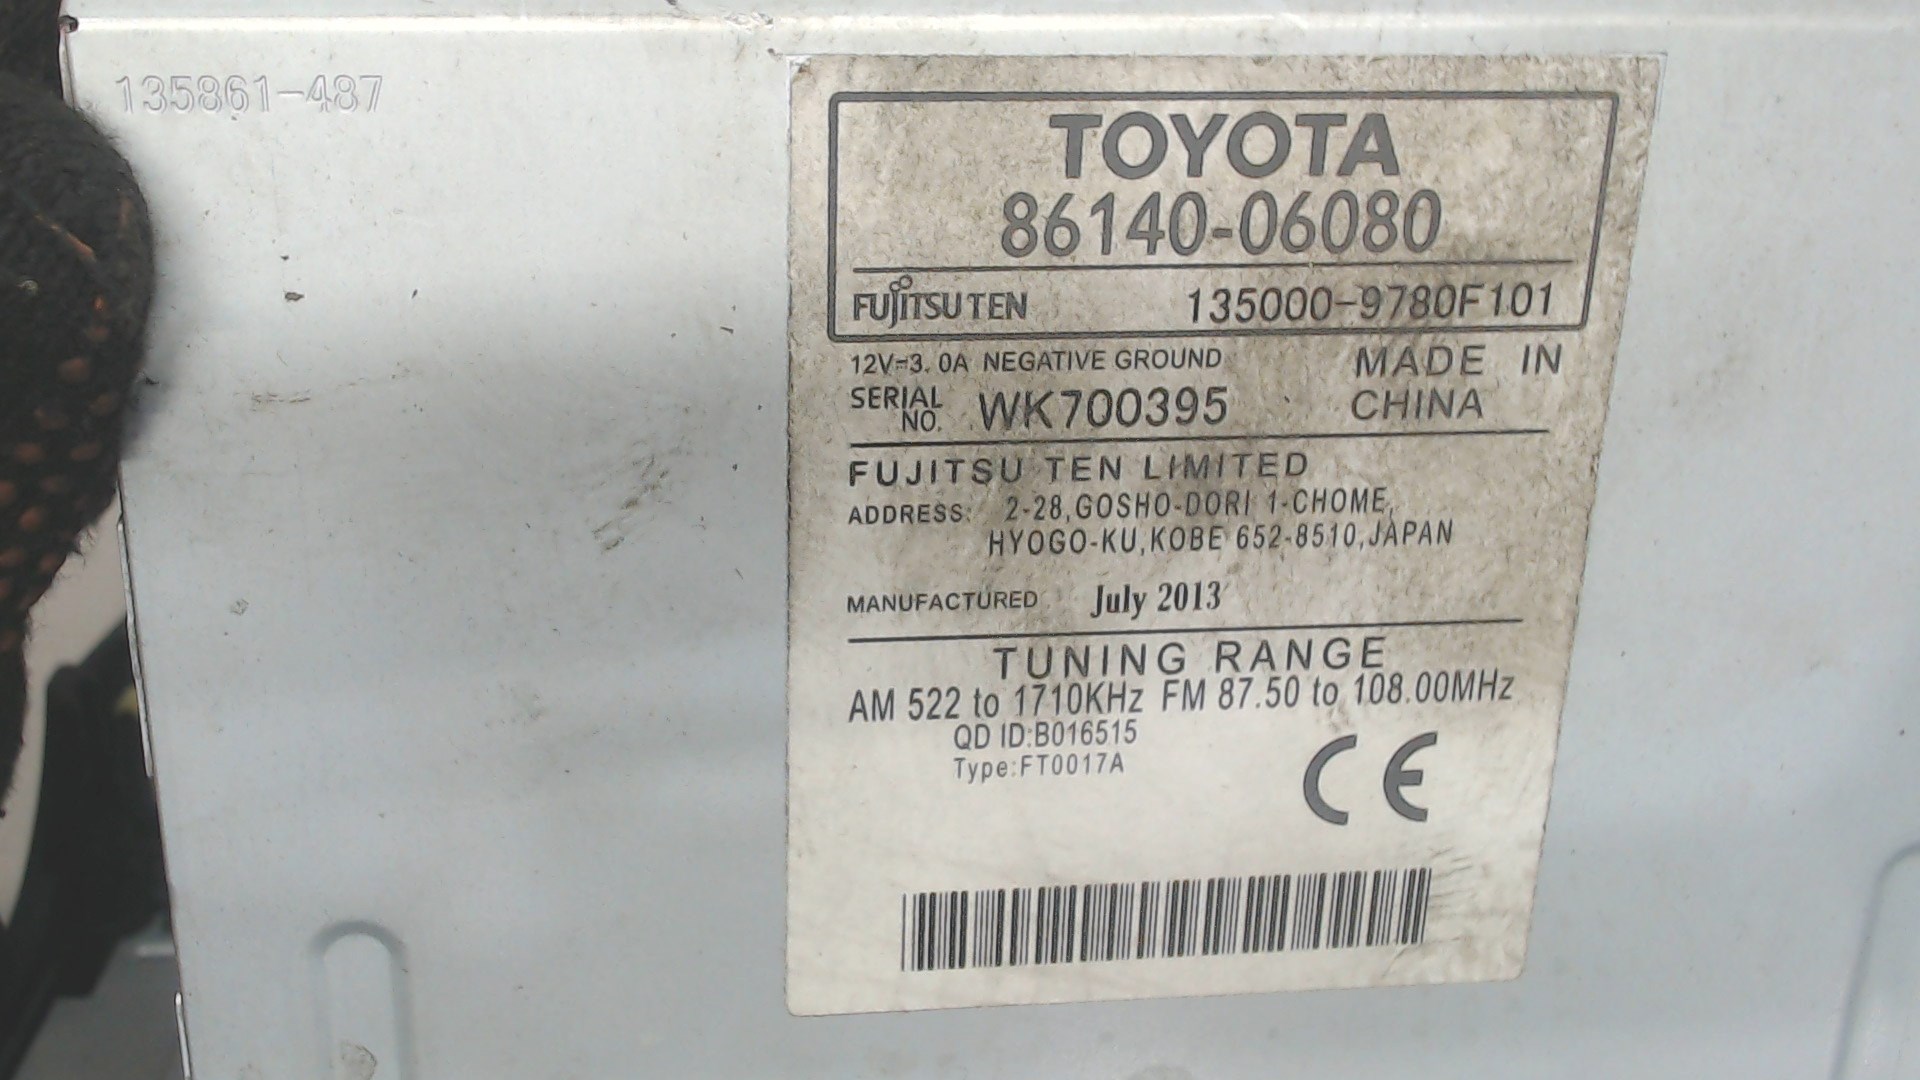 135861-487
TOYOTA
86140-06080
FUJITSU TEN 135000-9780F101
12V⎓3.0A NEGATIVE GROUND MADE IN
SERIAL NO. WK700395 CHINA
FUJITSU TEN LIMITED
ADDRESS: 2-28,GOSHO-DORI 1-CHOME,
HYOGO-KU,KOBE 652-8510,JAPAN
MANUFACTURED July 2013
TUNING RANGE
AM 522 to 1710KHz FM 87.50 to 108.00MHz
QD ID:B016515
Type:FT0017A
CE